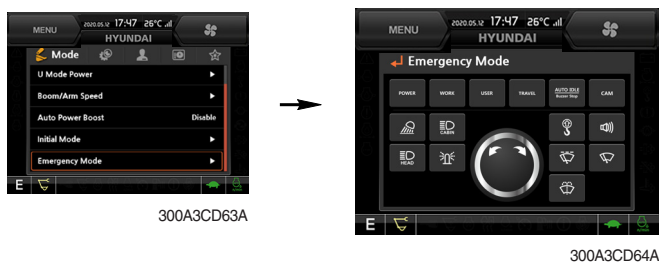 MENU
2020.05.12 17:47 26°C
HYUNDAI
Mode
U Mode Power
Boom/Arm Speed
Auto Power Boost Disable
Initial Mode
Emergency Mode
E
300A3CD63A
MENU
2020.05.12 17:47 26°C
HYUNDAI
Emergency Mode
POWER WORK USER TRAVEL AUTO IDLE CAM
Buzzer Stop
CABIN
HEAD
E
300A3CD64A